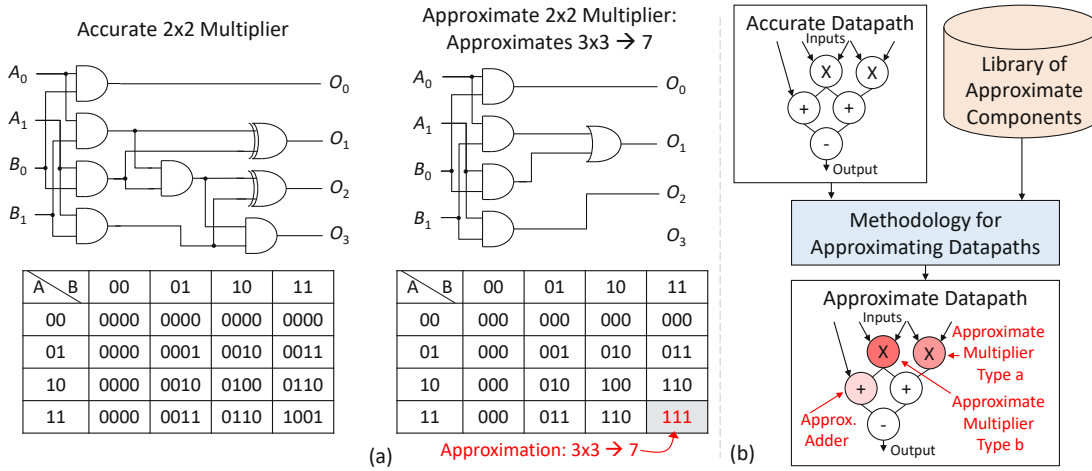 Accurate 2x2 Multiplier
A0
A1
B0
B1
O0
O1
O2
O3
A B 00 01 10 11
00 0000 0000 0000 0000
01 0000 0001 0010 0011
10 0000 0010 0100 0110
11 0000 0011 0110 1001
Approximate 2x2 Multiplier:
Approximates 3x3 → 7
A0
A1
B0
B1
O0
O1
O2
O3
A B 00 01 10 11
00 000 000 000 000
01 000 001 010 011
10 000 010 100 110
11 000 011 110 111
Approximation: 3x3 → 7
(a)
Accurate Datapath
Inputs
X X
+ +
-
Output
Library of
Approximate
Components
Methodology for
Approximating Datapaths
Approximate Datapath
Inputs
X X
+ +
-
Output
Approximate
Multiplier
Type a
Approximate
Multiplier
Type b
Approx.
Adder
(b)